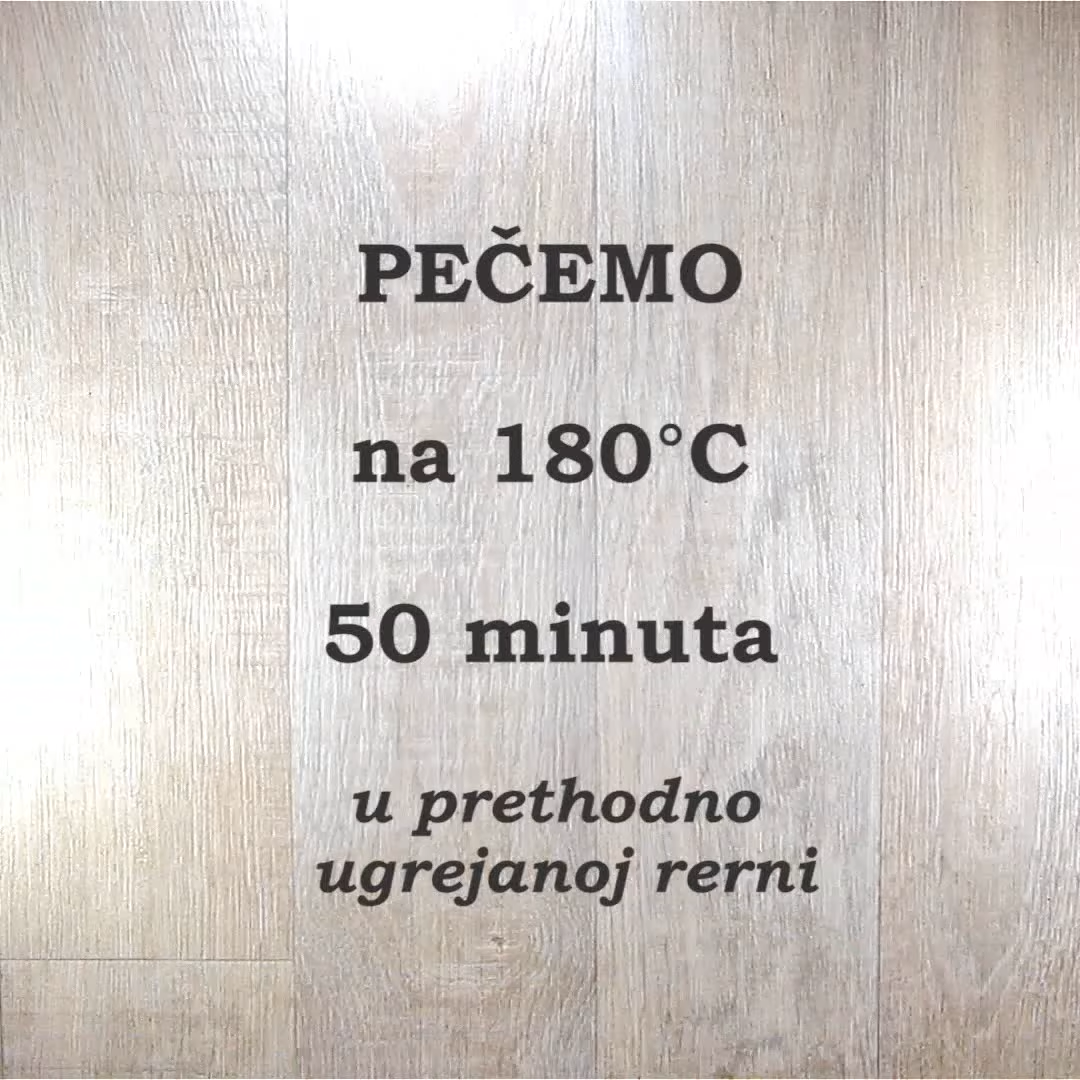 PEČEMO
na 180°C
50 minuta
u prethodno
ugrejanoj rerni